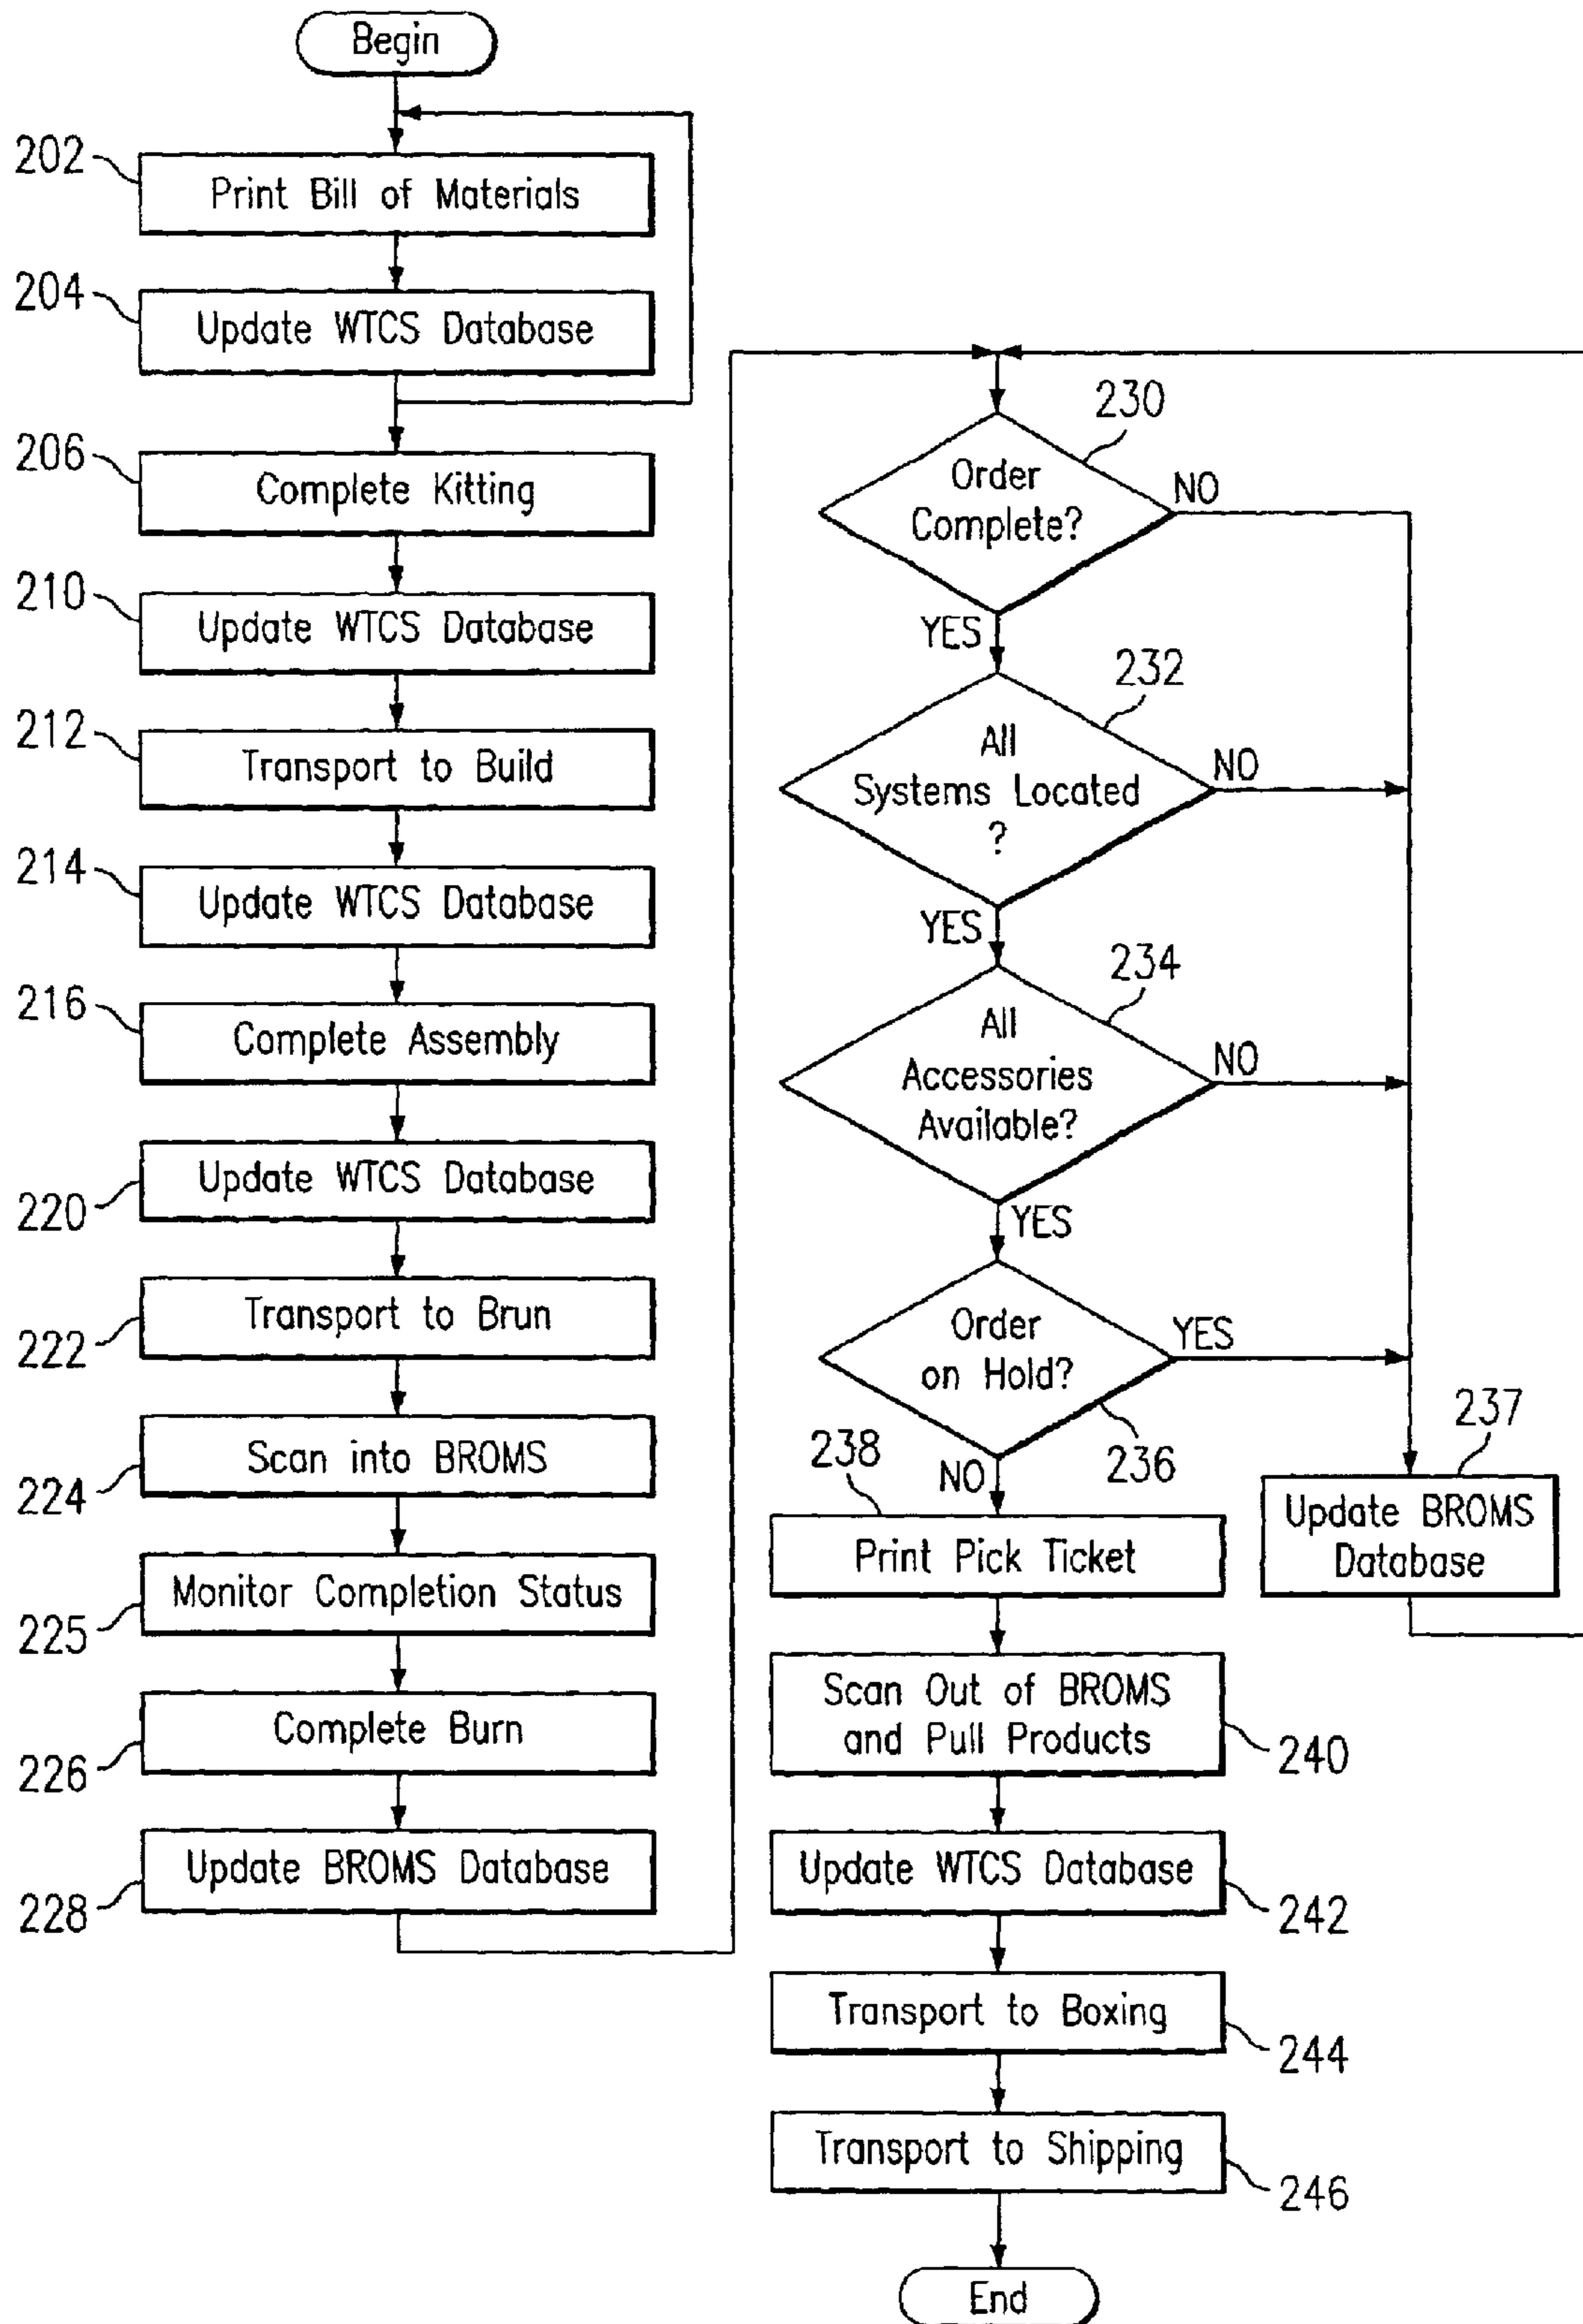 Begin
202
Print Bill of Materials
204
Update WTCS Database
206
Complete Kitting
210
Update WTCS Database
212
Transport to Build
214
Update WTCS Database
216
Complete Assembly
220
Update WTCS Database
222
Transport to Brun
224
Scan into BROMS
225
Monitor Completion Status
226
Complete Burn
228
Update BROMS Database
230
Order
Complete?
NO
YES
232
All
Systems Located
?
NO
YES
234
All
Accessories
Available?
NO
YES
Order
on Hold?
YES
236
NO
237
Update BROMS
Database
238
Print Pick Ticket
Scan Out of BROMS
and Pull Products
240
Update WTCS Database
242
Transport to Boxing
244
Transport to Shipping
246
End